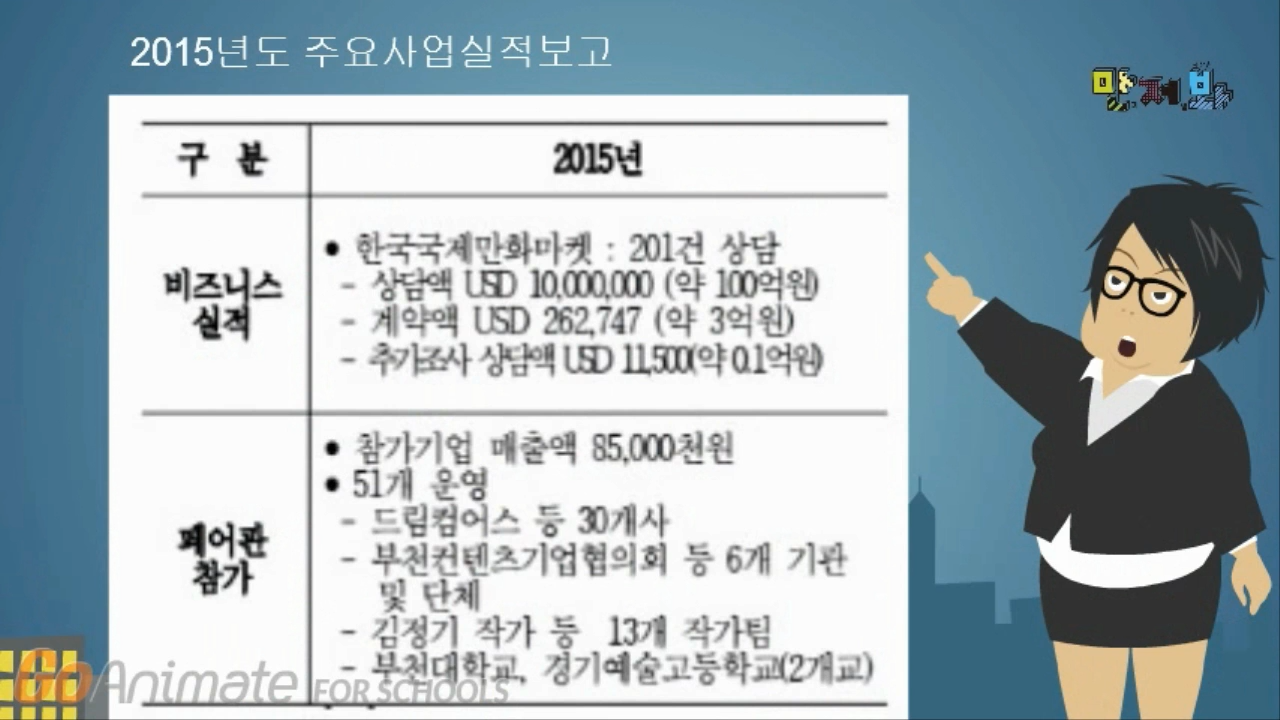 2015년도 주요사업실적보고
만화밖
구 분 2015년
비즈니스
실적
• 한국국제만화마켓 : 201건 상담
- 상담액 USD 10,000,000 (약 100억원)
- 계약액 USD 262,747 (약 3억원)
- 추가조사 상담액 USD 11,500(약 0.1억원)
페어관
참가
• 참가기업 매출액 85,000천원
• 51개 운영
- 드림컴어스 등 30개사
- 부천컨텐츠기업협의회 등 6개 기관
및 단체
- 김정기 작가 등 13개 작가팀
- 부천대학교, 경기예술고등학교(2개교)
GoAnimate FOR SCHOOLS